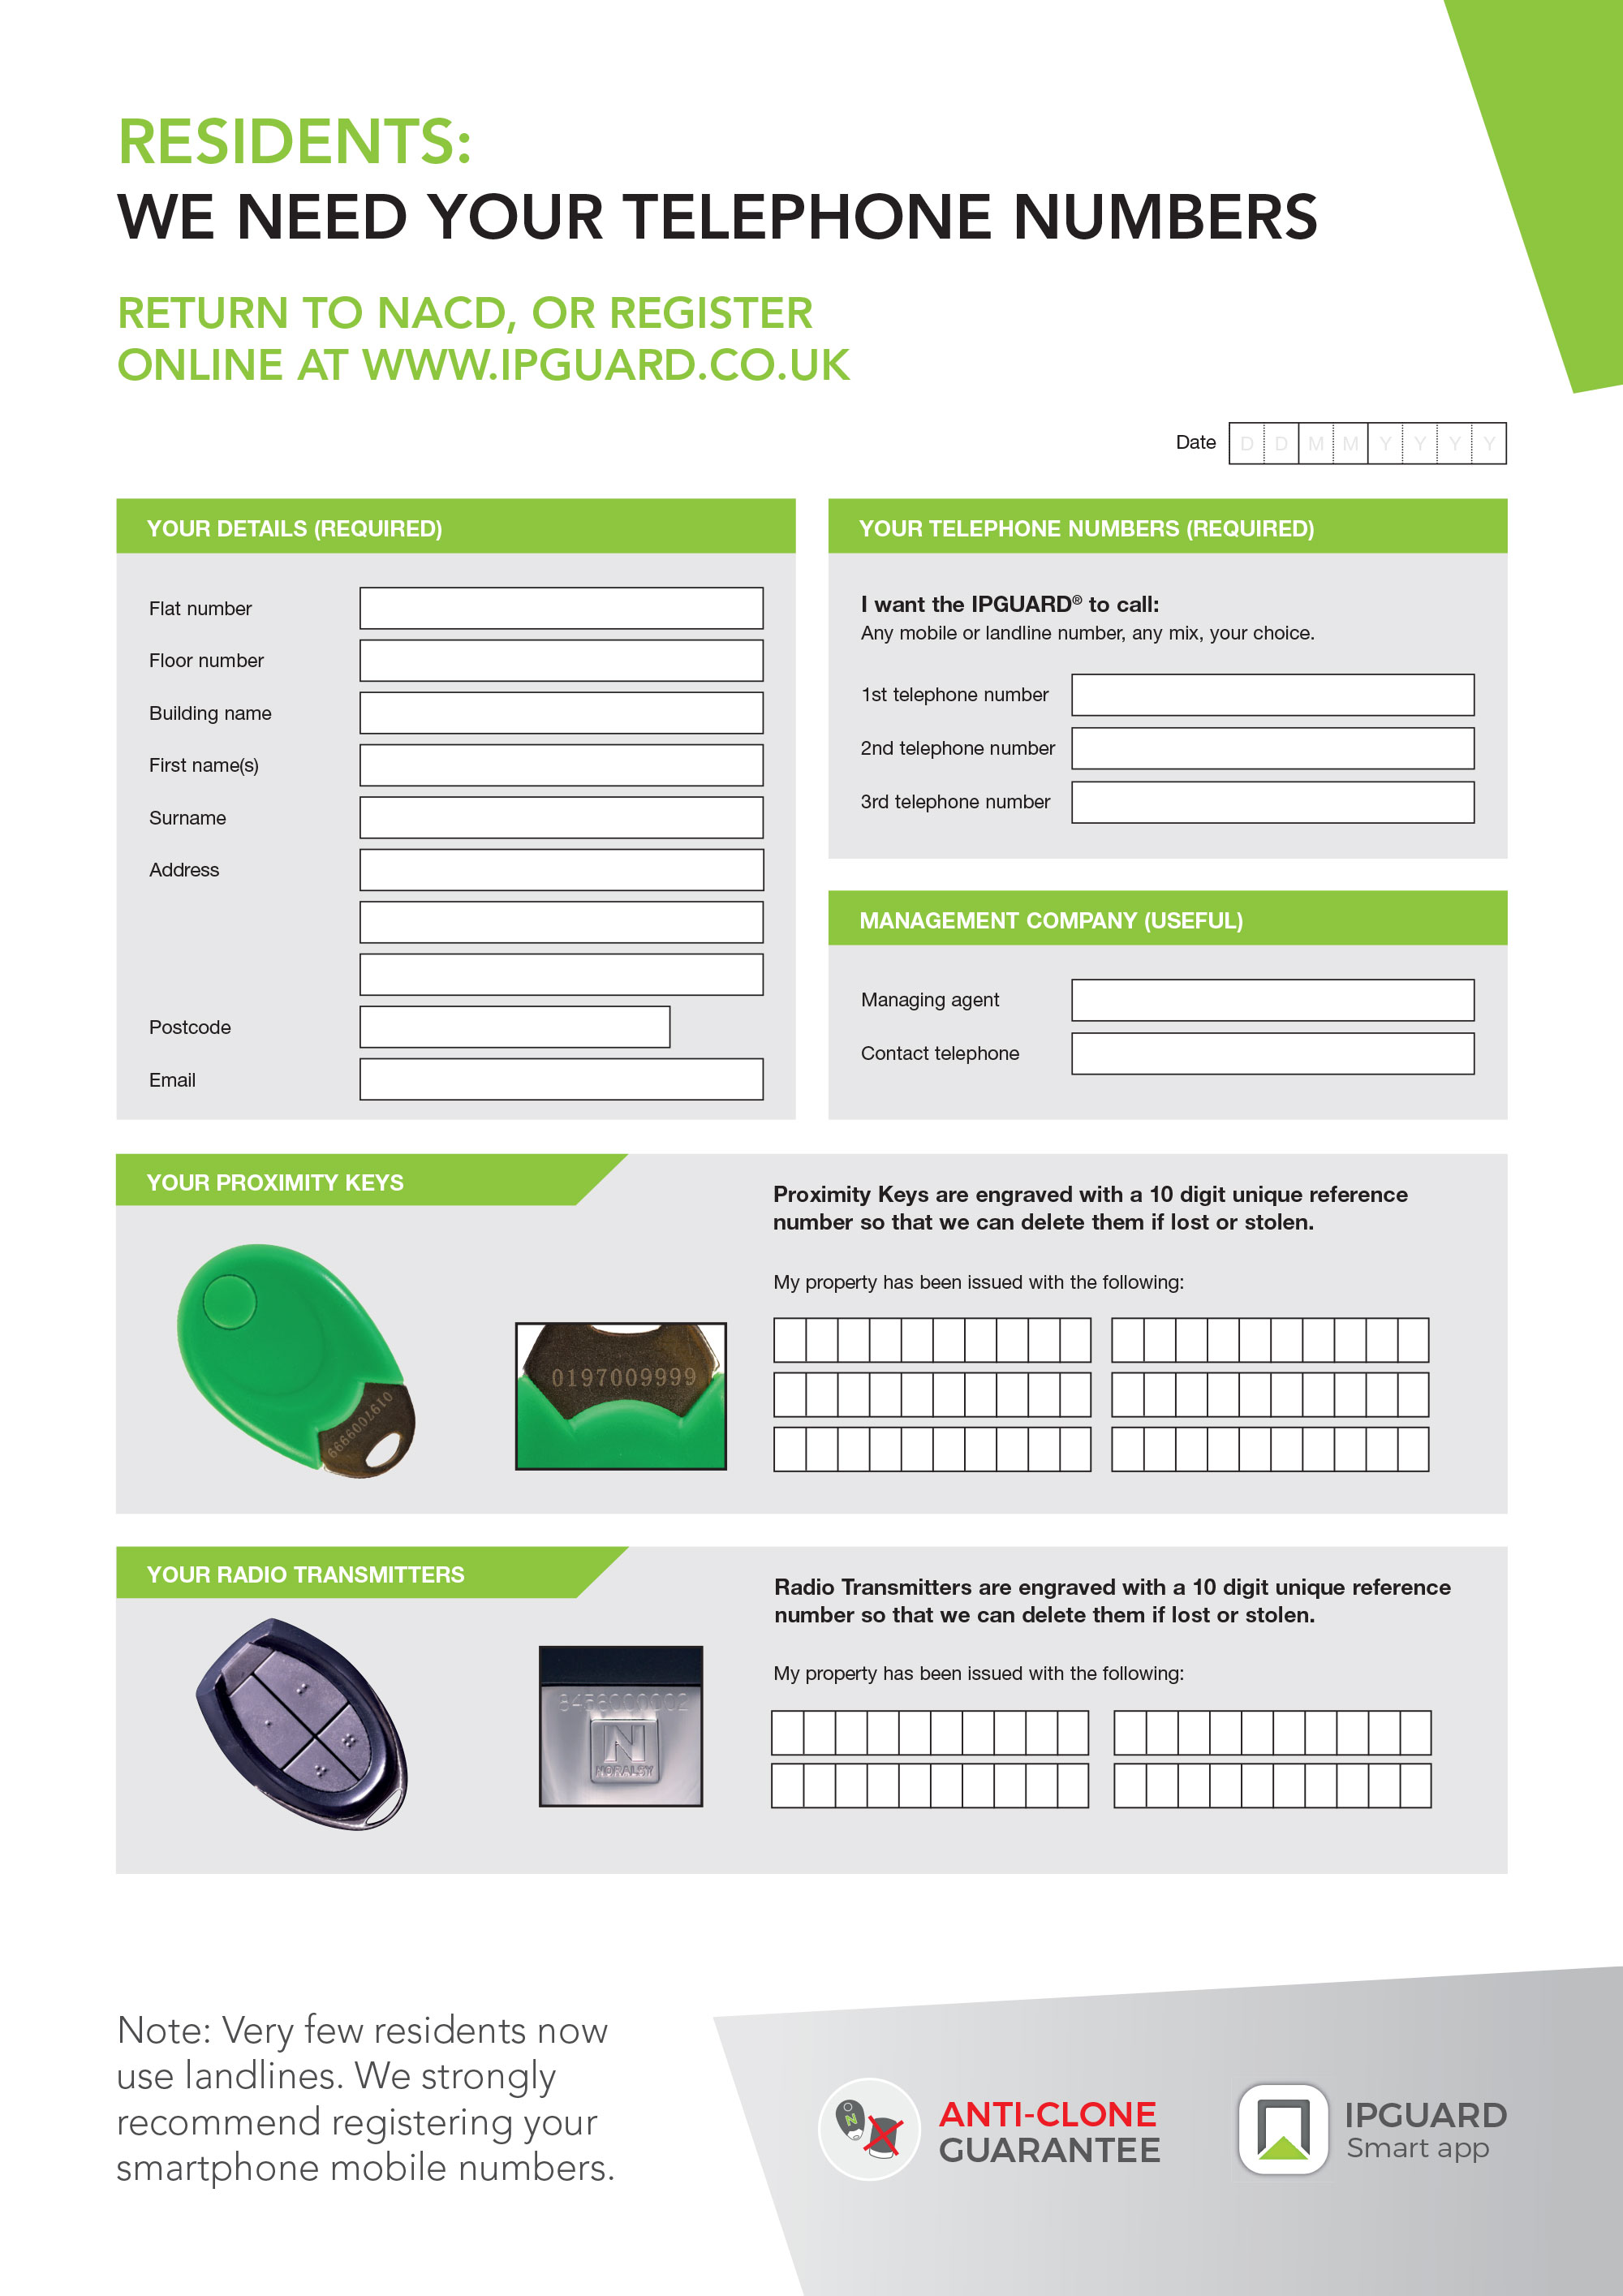 RESIDENTS:
WE NEED YOUR TELEPHONE NUMBERS
RETURN TO NACD, OR REGISTER
ONLINE AT WWW.IPGUARD.CO.UK
Date D D M M Y Y Y Y
YOUR DETAILS (REQUIRED)
Flat number
Floor number
Building name
First name(s)
Surname
Address
Postcode
Email
YOUR TELEPHONE NUMBERS (REQUIRED)
I want the IPGUARD® to call:
Any mobile or landline number, any mix, your choice.
1st telephone number
2nd telephone number
3rd telephone number
MANAGEMENT COMPANY (USEFUL)
Managing agent
Contact telephone
YOUR PROXIMITY KEYS
0197009999
0197009999
Proximity Keys are engraved with a 10 digit unique reference
number so that we can delete them if lost or stolen.
My property has been issued with the following:
YOUR RADIO TRANSMITTERS
N
NORALSY
Radio Transmitters are engraved with a 10 digit unique reference
number so that we can delete them if lost or stolen.
My property has been issued with the following:
Note: Very few residents now
use landlines. We strongly
recommend registering your
smartphone mobile numbers.
N
ANTI-CLONE
GUARANTEE
IPGUARD
Smart app